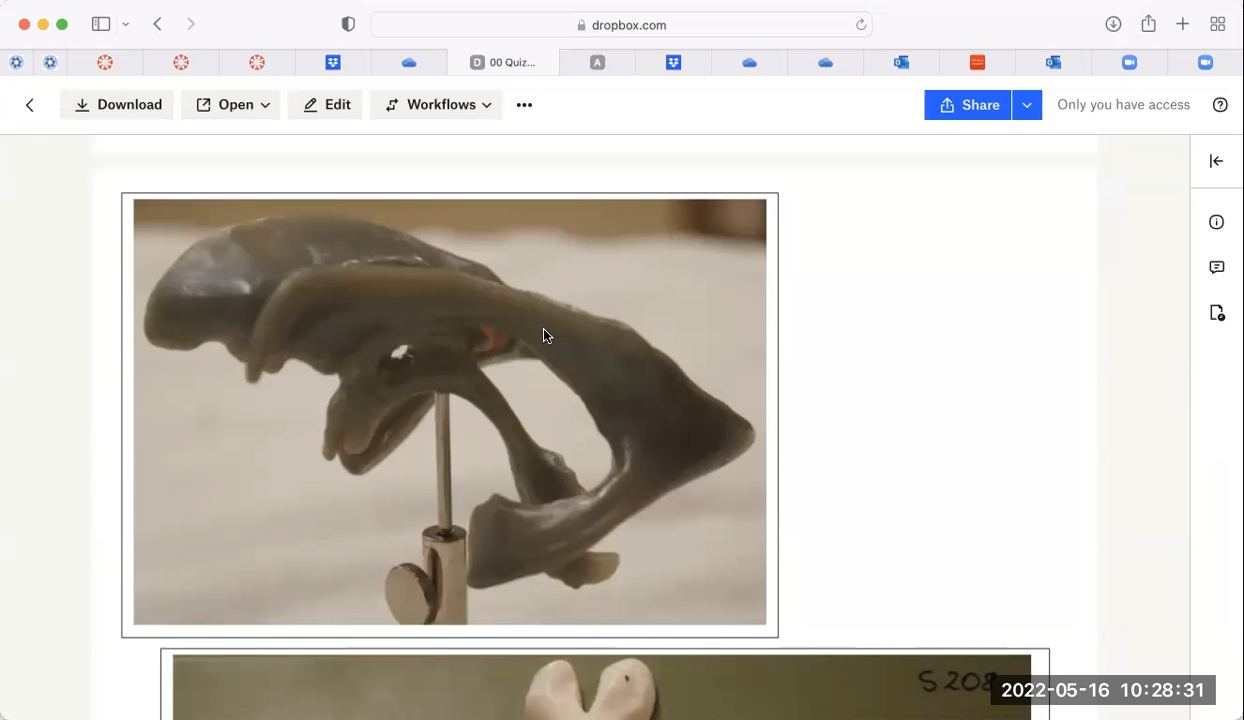 dropbox.com
D 00 Quiz...
A
Download
Open
Edit
Workflows
Share
Only you have access
S 208
2022-05-16 10:28:31